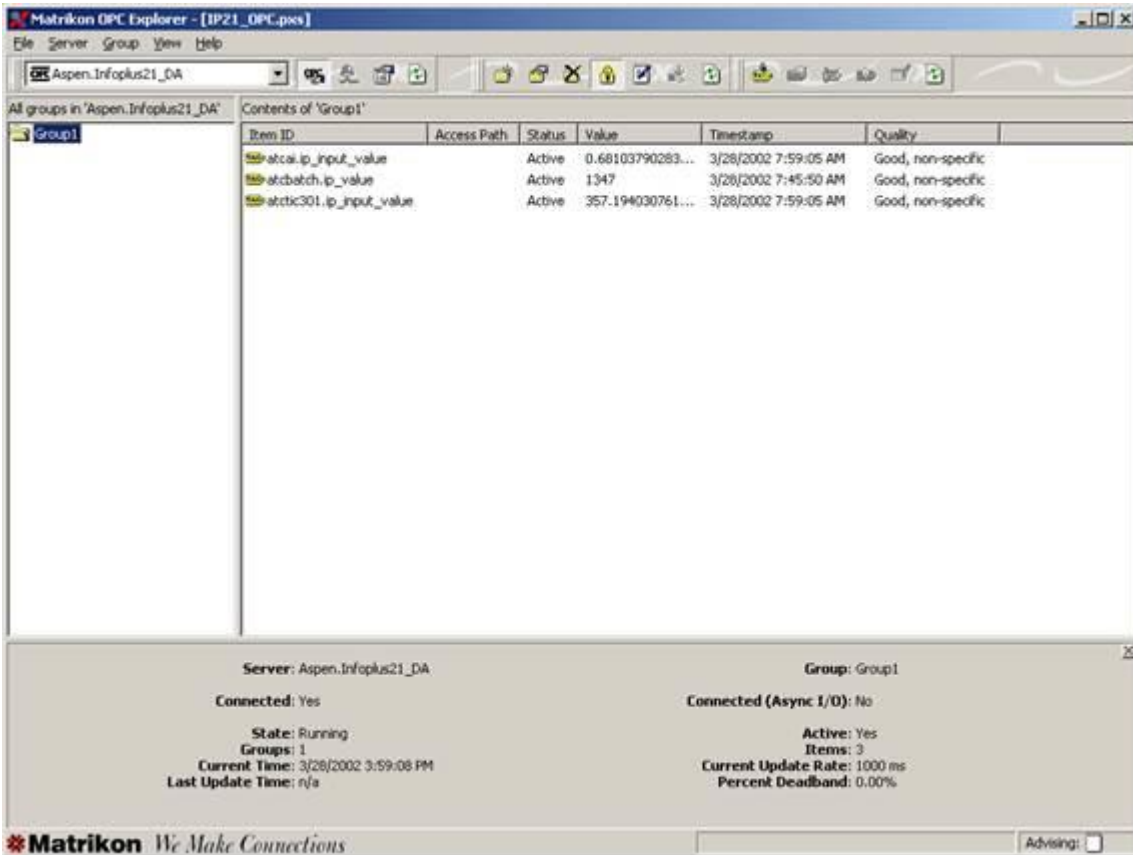 Matrikon OPC Explorer - [IP21_OPC.pxs]
File Server Group View Help
OPC Aspen.Infoplus21_DA
All groups in 'Aspen.Infoplus21_DA' Contents of 'Group1'
Group1
Item ID Access Path Status Value Timestamp Quality
atcai.ip_input_value Active 0.68103790283... 3/28/2002 7:59:05 AM Good, non-specific
atcbatch.ip_value Active 1347 3/28/2002 7:45:50 AM Good, non-specific
atctic301.ip_input_value Active 357.194030761... 3/28/2002 7:59:05 AM Good, non-specific
Server: Aspen.Infoplus21_DA Group: Group1
Connected: Yes Connected (Async I/O): No
State: Running Active: Yes
Groups: 1 Items: 3
Current Time: 3/28/2002 3:59:08 PM Current Update Rate: 1000 ms
Last Update Time: n/a Percent Deadband: 0.00%
Matrikon We Make Connections Advising: